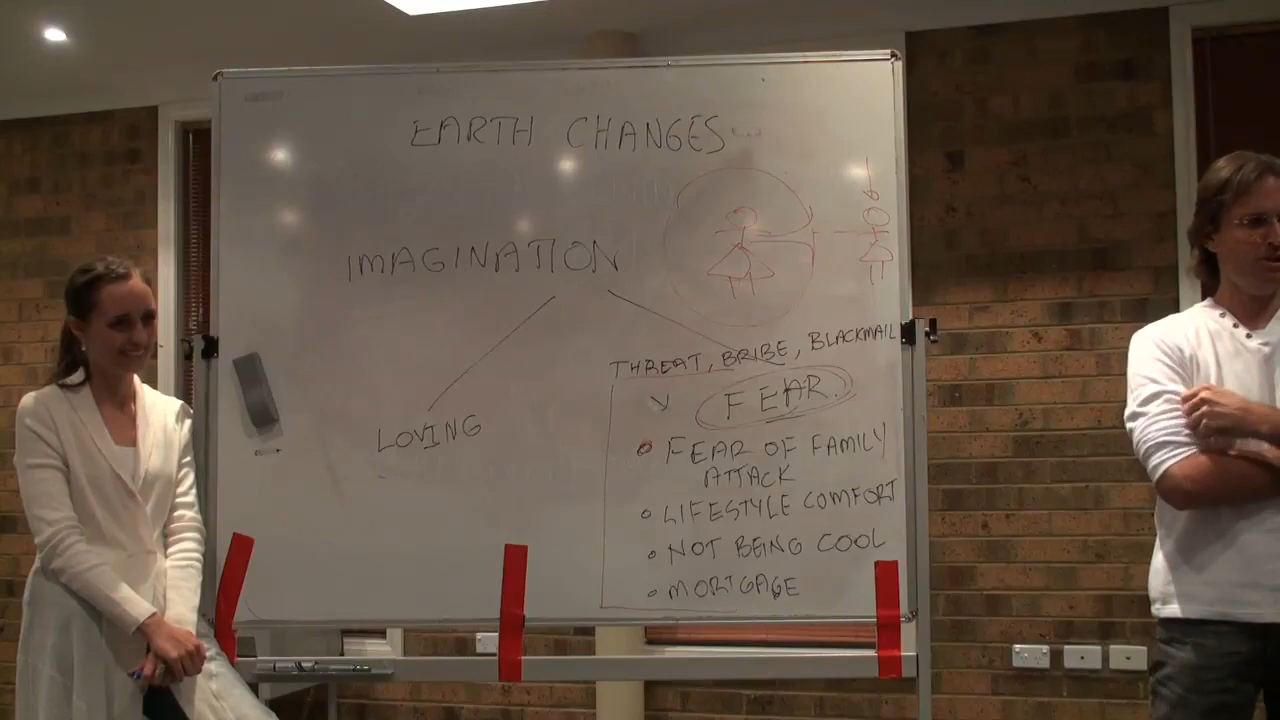 EARTH CHANGES
IMAGINATION
LOVING
THREAT, BRIBE, BLACKMAIL
FEAR.
FEAR OF FAMILY
ATTACK
LIFESTYLE COMFORT
NOT BEING COOL
MORTGAGE